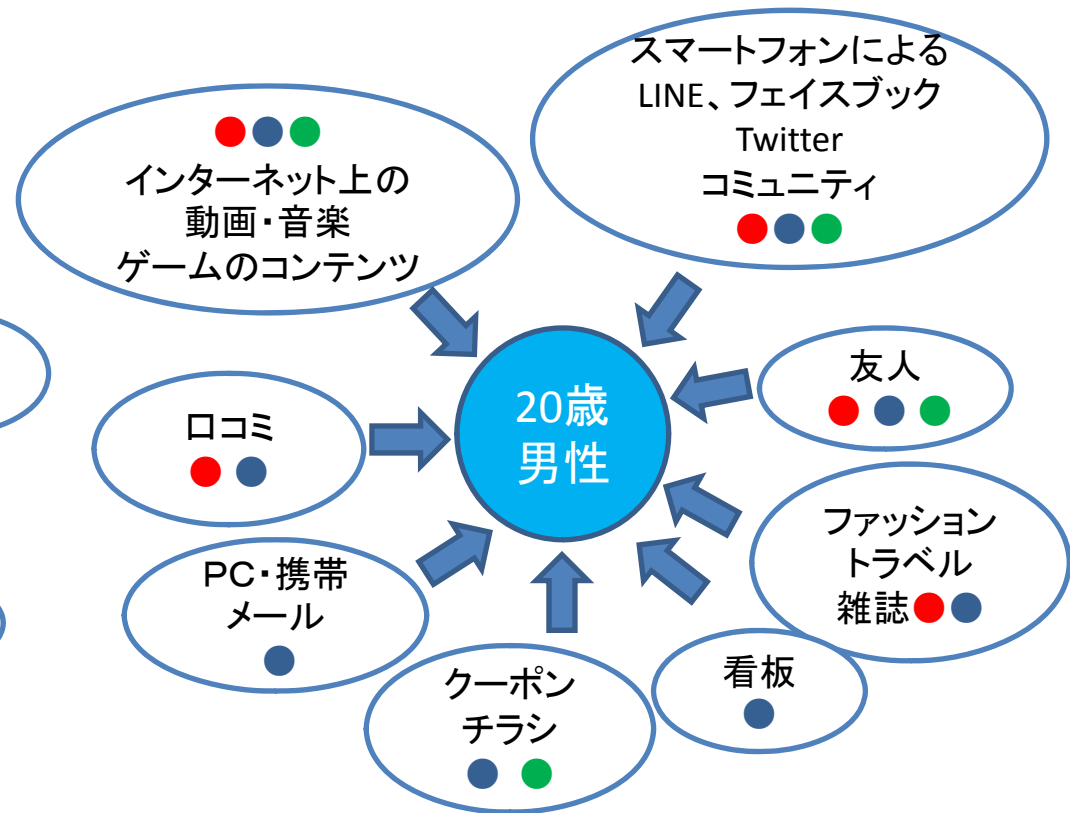 スマートフォンによる
LINE、フェイスブック
Twitter
コミュニティ
インターネット上の
動画・音楽
ゲームのコンテンツ
20歳
男性
友人
口コミ
ファッション
トラベル
雑誌
PC・携帯
メール
看板
クーポン
チラシ